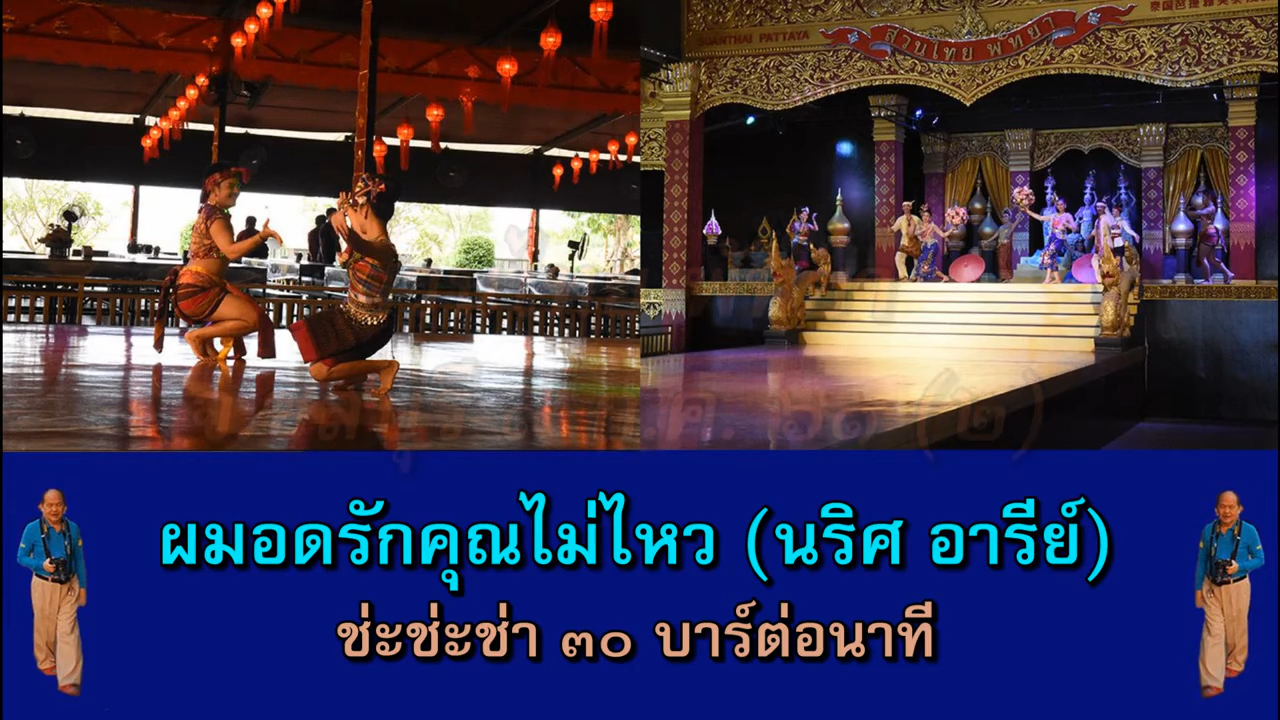 SUANTHAI PATTAYA
สวนไทย พัทยา
ผมอดรักคุณไม่ไหว (นริศ อารีย์)
ช่ะช่ะช่า ๓๐ บาร์ต่อนาที